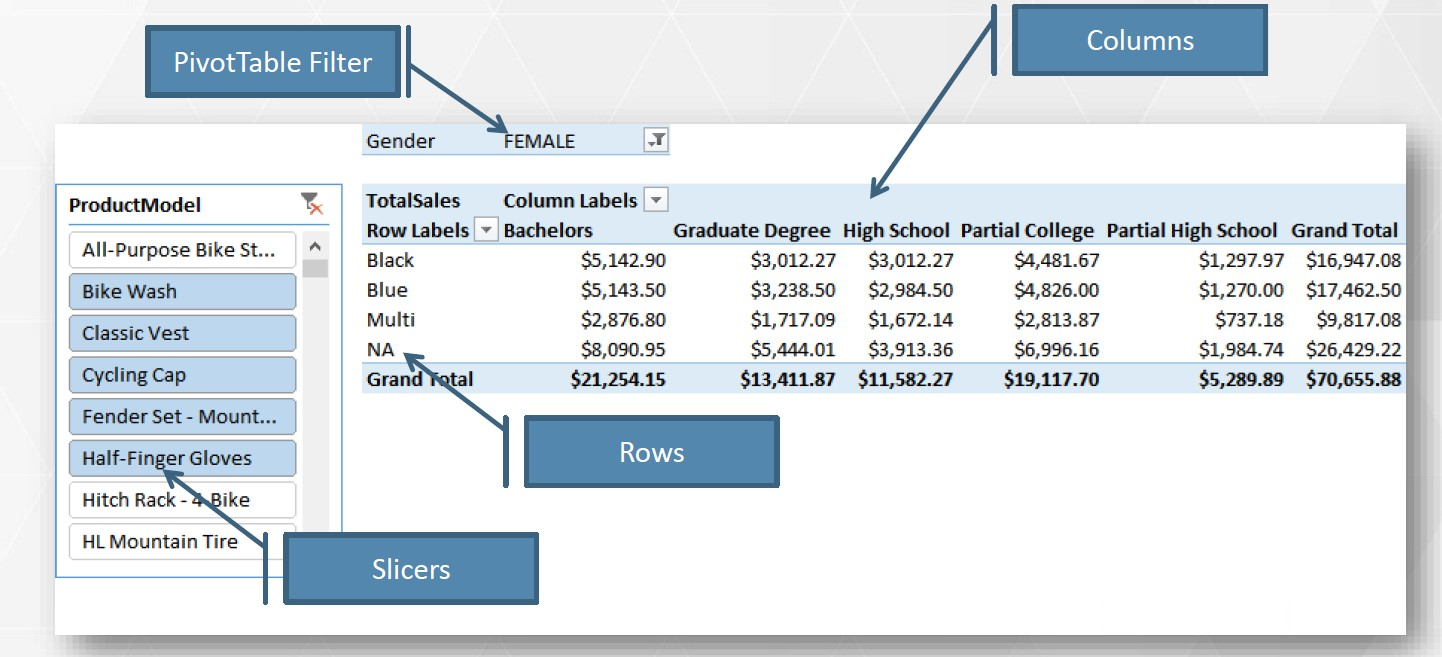 PivotTable Filter
Columns
Gender FEMALE
ProductModel
All-Purpose Bike St...
Bike Wash
Classic Vest
Cycling Cap
Fender Set - Mount...
Half-Finger Gloves
Hitch Rack - 4-Bike
HL Mountain Tire
TotalSales Column Labels
Row Labels Bachelors Graduate Degree High School Partial College Partial High School Grand Total
Black $5,142.90 $3,012.27 $3,012.27 $4,481.67 $1,297.97 $16,947.08
Blue $5,143.50 $3,238.50 $2,984.50 $4,826.00 $1,270.00 $17,462.50
Multi $2,876.80 $1,717.09 $1,672.14 $2,813.87 $737.18 $9,817.08
NA $8,090.95 $5,444.01 $3,913.36 $6,996.16 $1,984.74 $26,429.22
Grand Total $21,254.15 $13,411.87 $11,582.27 $19,117.70 $5,289.89 $70,655.88
Rows
Slicers